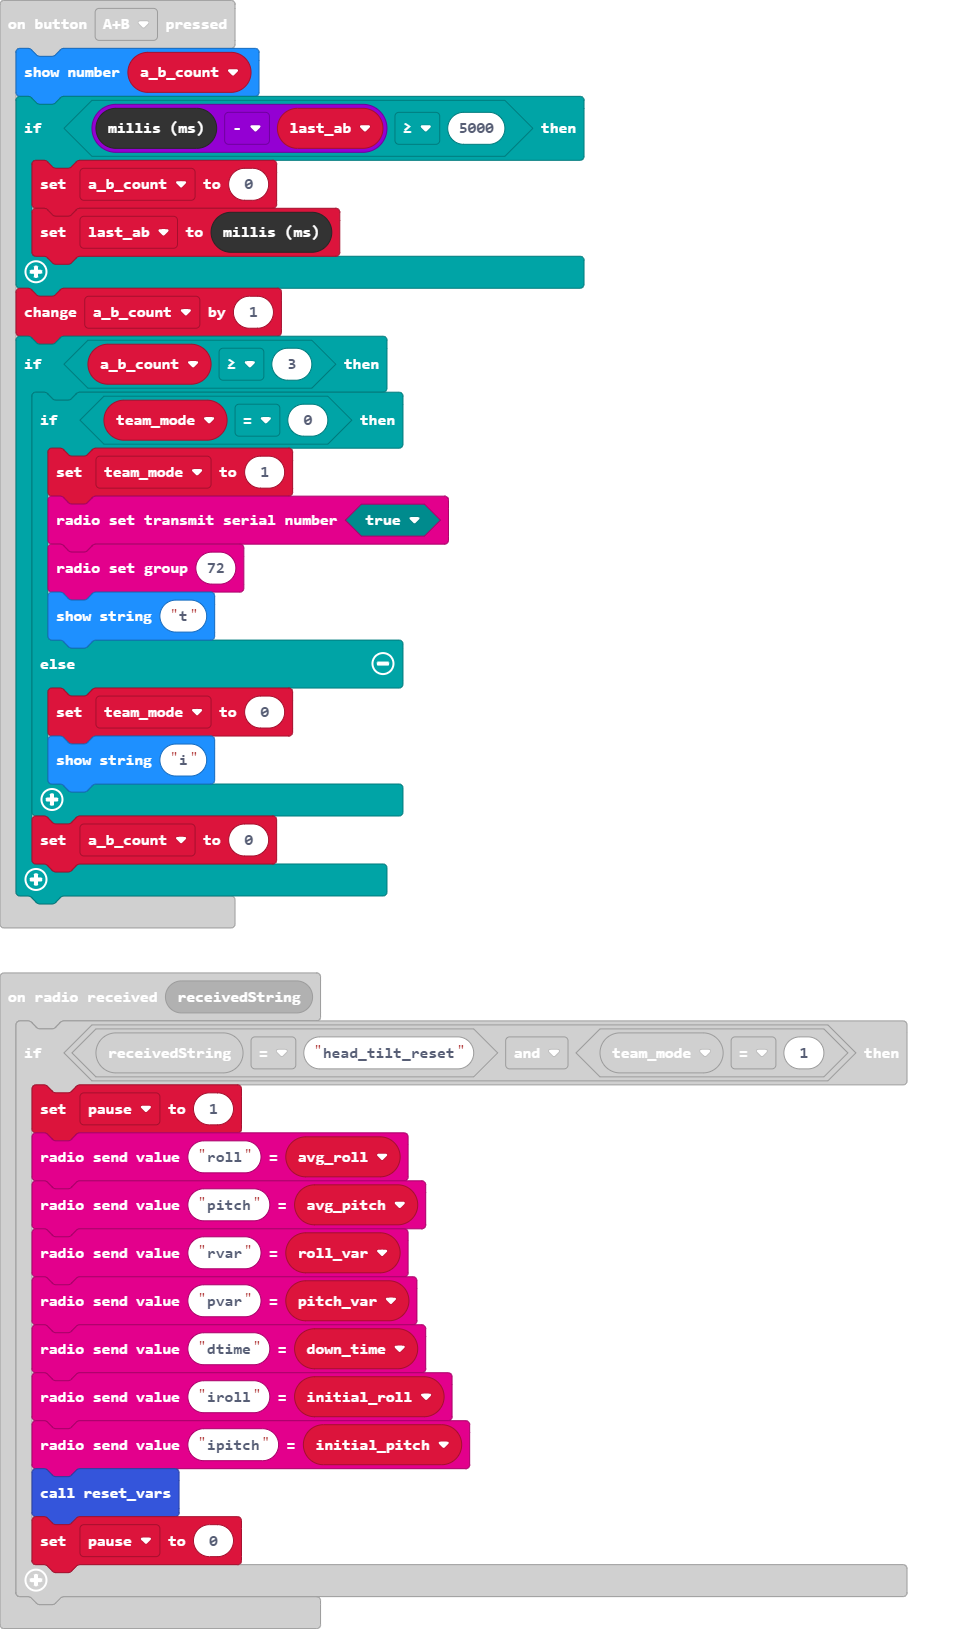 on button A+B pressed
show number a_b_count
if millis (ms) - last_ab ≥ 5000 then
set a_b_count to 0
set last_ab to millis (ms)
change a_b_count by 1
if a_b_count ≥ 3 then
if team_mode = 0 then
set team_mode to 1
radio set transmit serial number true
radio set group 72
show string "t"
else
set team_mode to 0
show string "i"
set a_b_count to 0
on radio received receivedString
if receivedString = "head_tilt_reset" and team_mode = 1 then
set pause to 1
radio send value "roll" = avg_roll
radio send value "pitch" = avg_pitch
radio send value "rvar" = roll_var
radio send value "pvar" = pitch_var
radio send value "dtime" = down_time
radio send value "iroll" = initial_roll
radio send value "ipitch" = initial_pitch
call reset_vars
set pause to 0